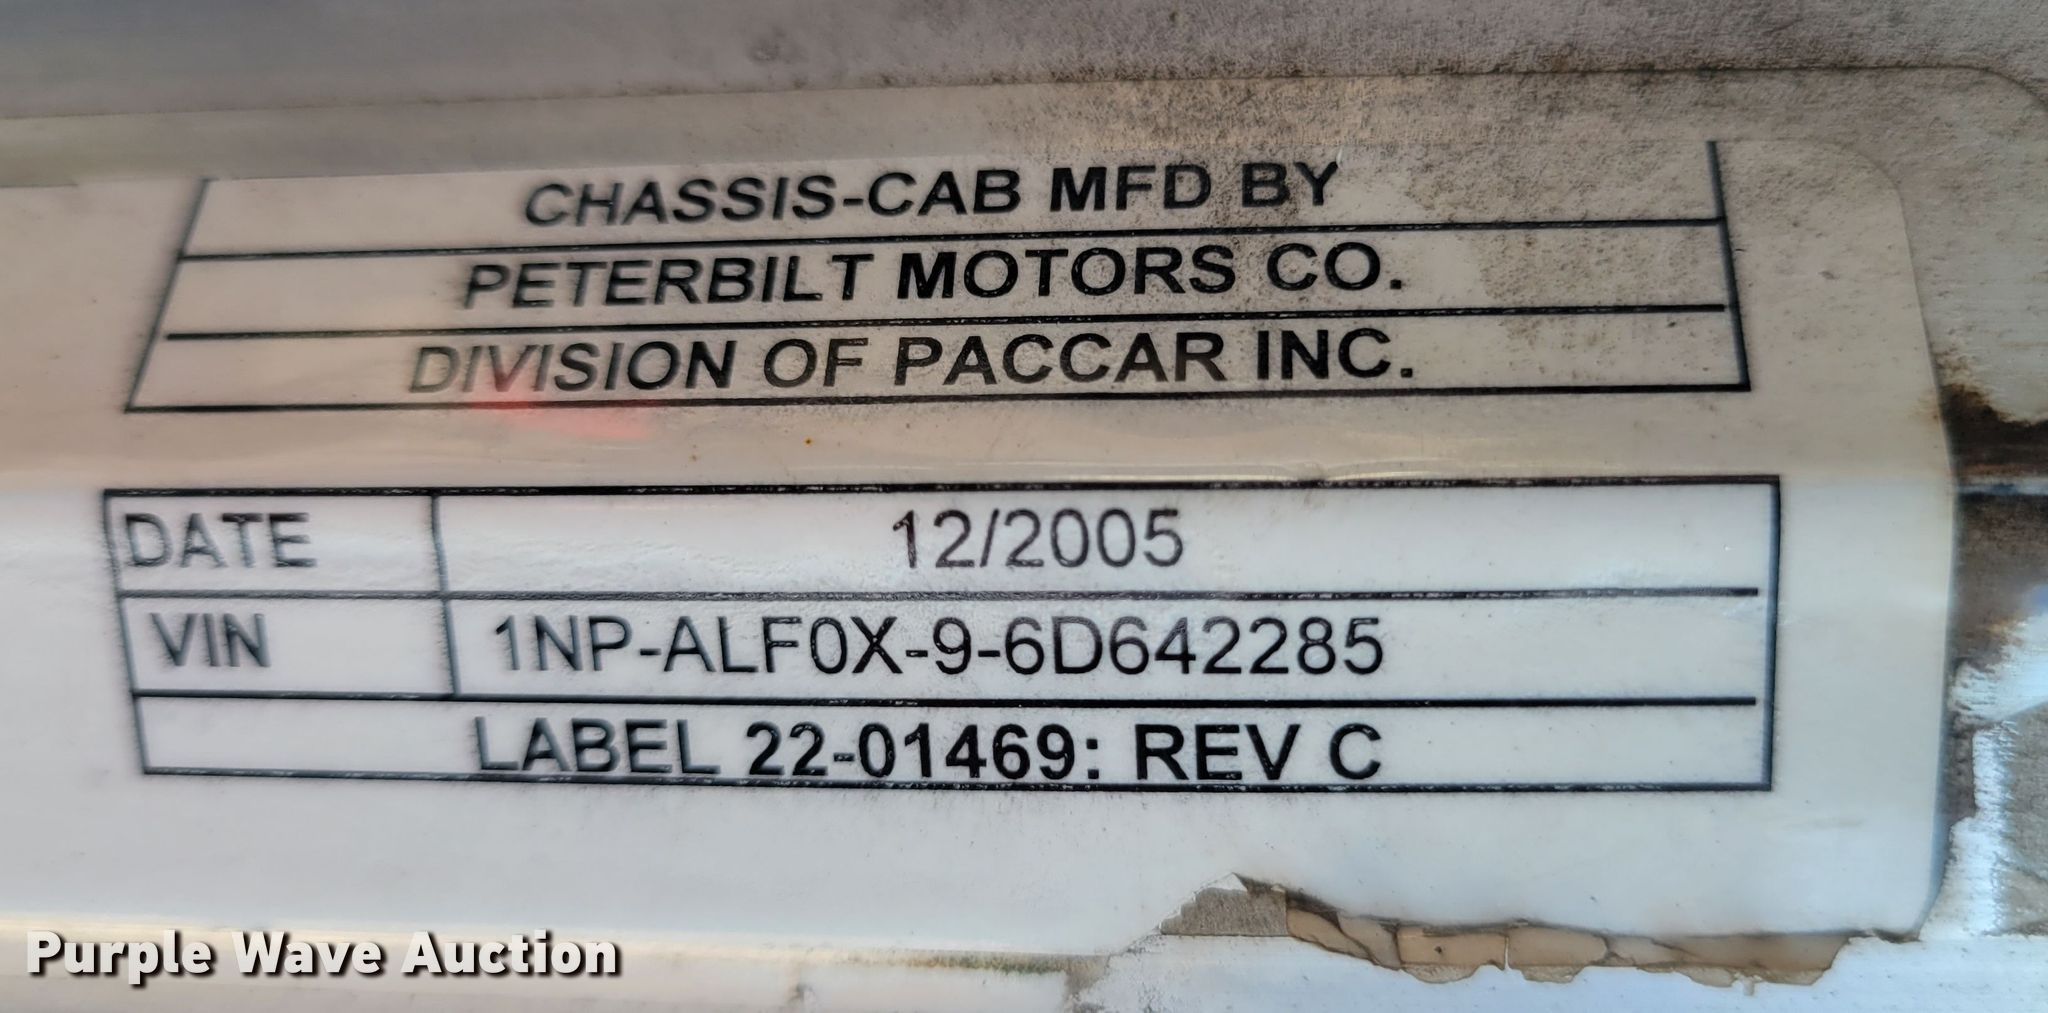 CHASSIS-CAB MFD BY
PETERBILT MOTORS CO.
DIVISION OF PACCAR INC.
DATE 12/2005
VIN 1NP-ALF0X-9-6D642285
LABEL 22-01469: REV C
Purple Wave Auction